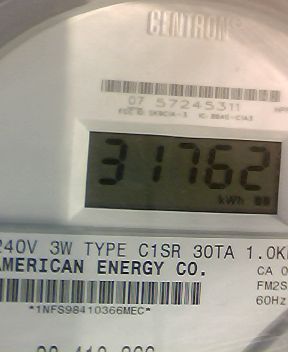 CENTRON®
07 57245311
31762
kWh
240V 3W TYPE C1SR 30TA 1.0K
AMERICAN ENERGY CO.
CA 0
FM2S
60Hz
*1NFS98410366MEC*